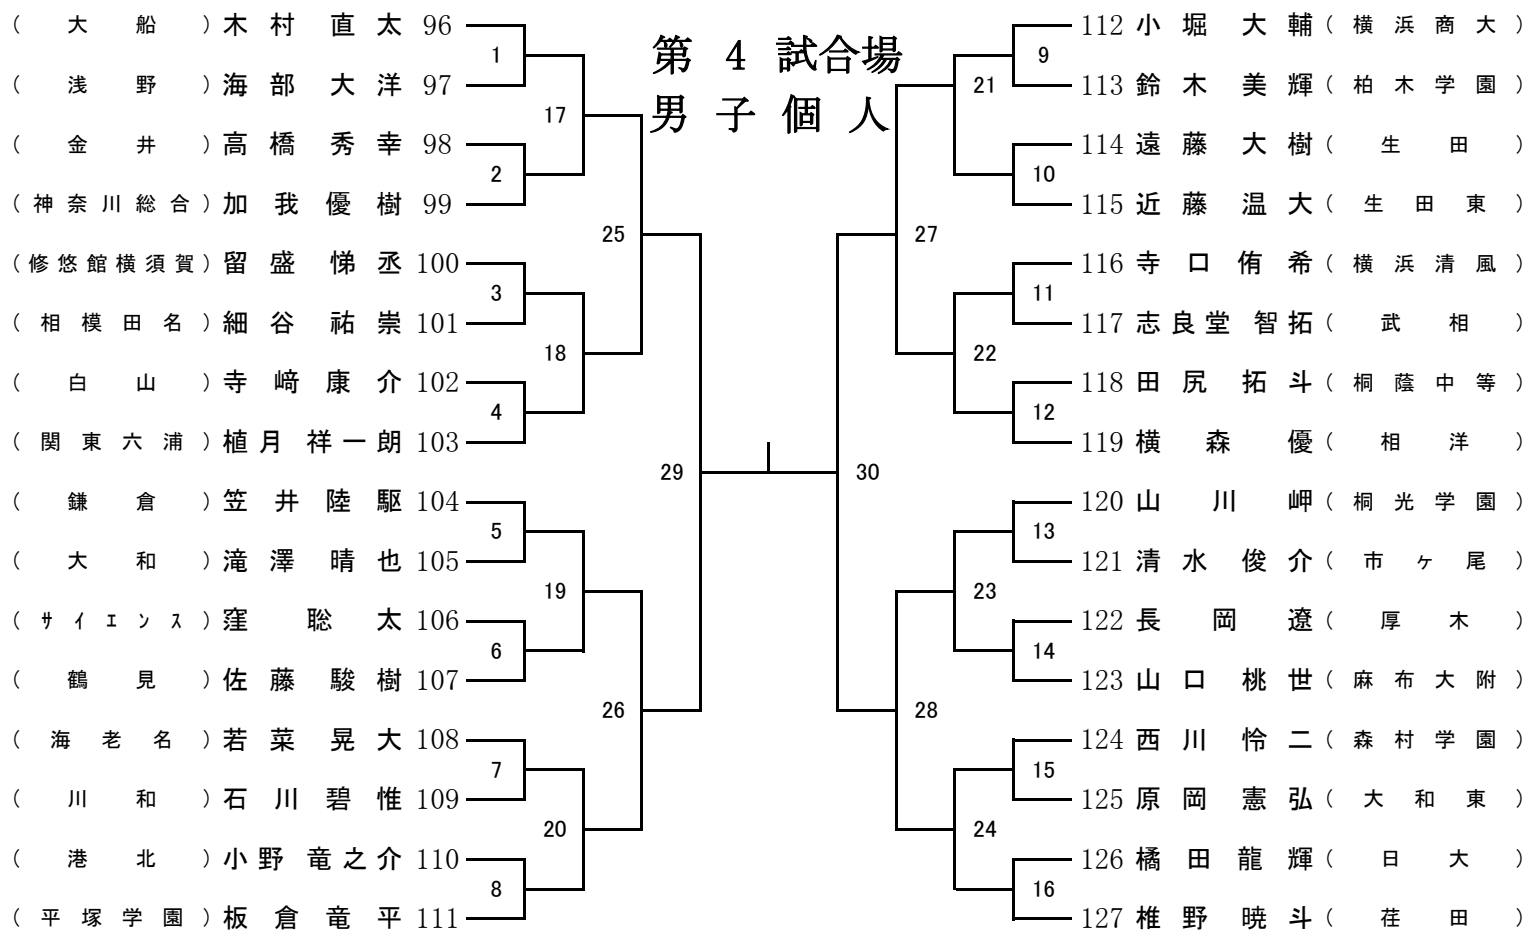 第 4 試合場
男子個人
(大船) 木村直太 96
1
(浅野) 海部大洋 97
17
(金井) 高橋秀幸 98
2
(神奈川総合) 加我優樹 99
25
(修悠館横須賀) 留盛悌丞 100
3
(相模田名) 細谷祐崇 101
18
(白山) 寺﨑康介 102
4
(関東六浦) 植月祥一朗 103
29
(鎌倉) 笠井陸駆 104
5
(大和) 滝澤晴也 105
19
(サイエンス) 窪聡太 106
6
(鶴見) 佐藤駿樹 107
26
(海老名) 若菜晃大 108
7
(川和) 石川碧惟 109
20
(港北) 小野竜之介 110
8
(平塚学園) 板倉竜平 111
112 小堀大輔 (横浜商大)
9
21
113 鈴木美輝 (柏木学園)
114 遠藤大樹 (生田)
10
115 近藤温大 (生田東)
27
116 寺口侑希 (横浜清風)
11
117 志良堂智拓 (武相)
22
118 田尻拓斗 (桐蔭中等)
12
119 横森優 (相洋)
30
120 山川岬 (桐光学園)
13
121 清水俊介 (市ヶ尾)
23
122 長岡遼 (厚木)
14
123 山口桃世 (麻布大附)
28
124 西川怜二 (森村学園)
15
125 原岡憲弘 (大和東)
24
126 橘田龍輝 (日大)
16
127 椎野暁斗 (荏田)